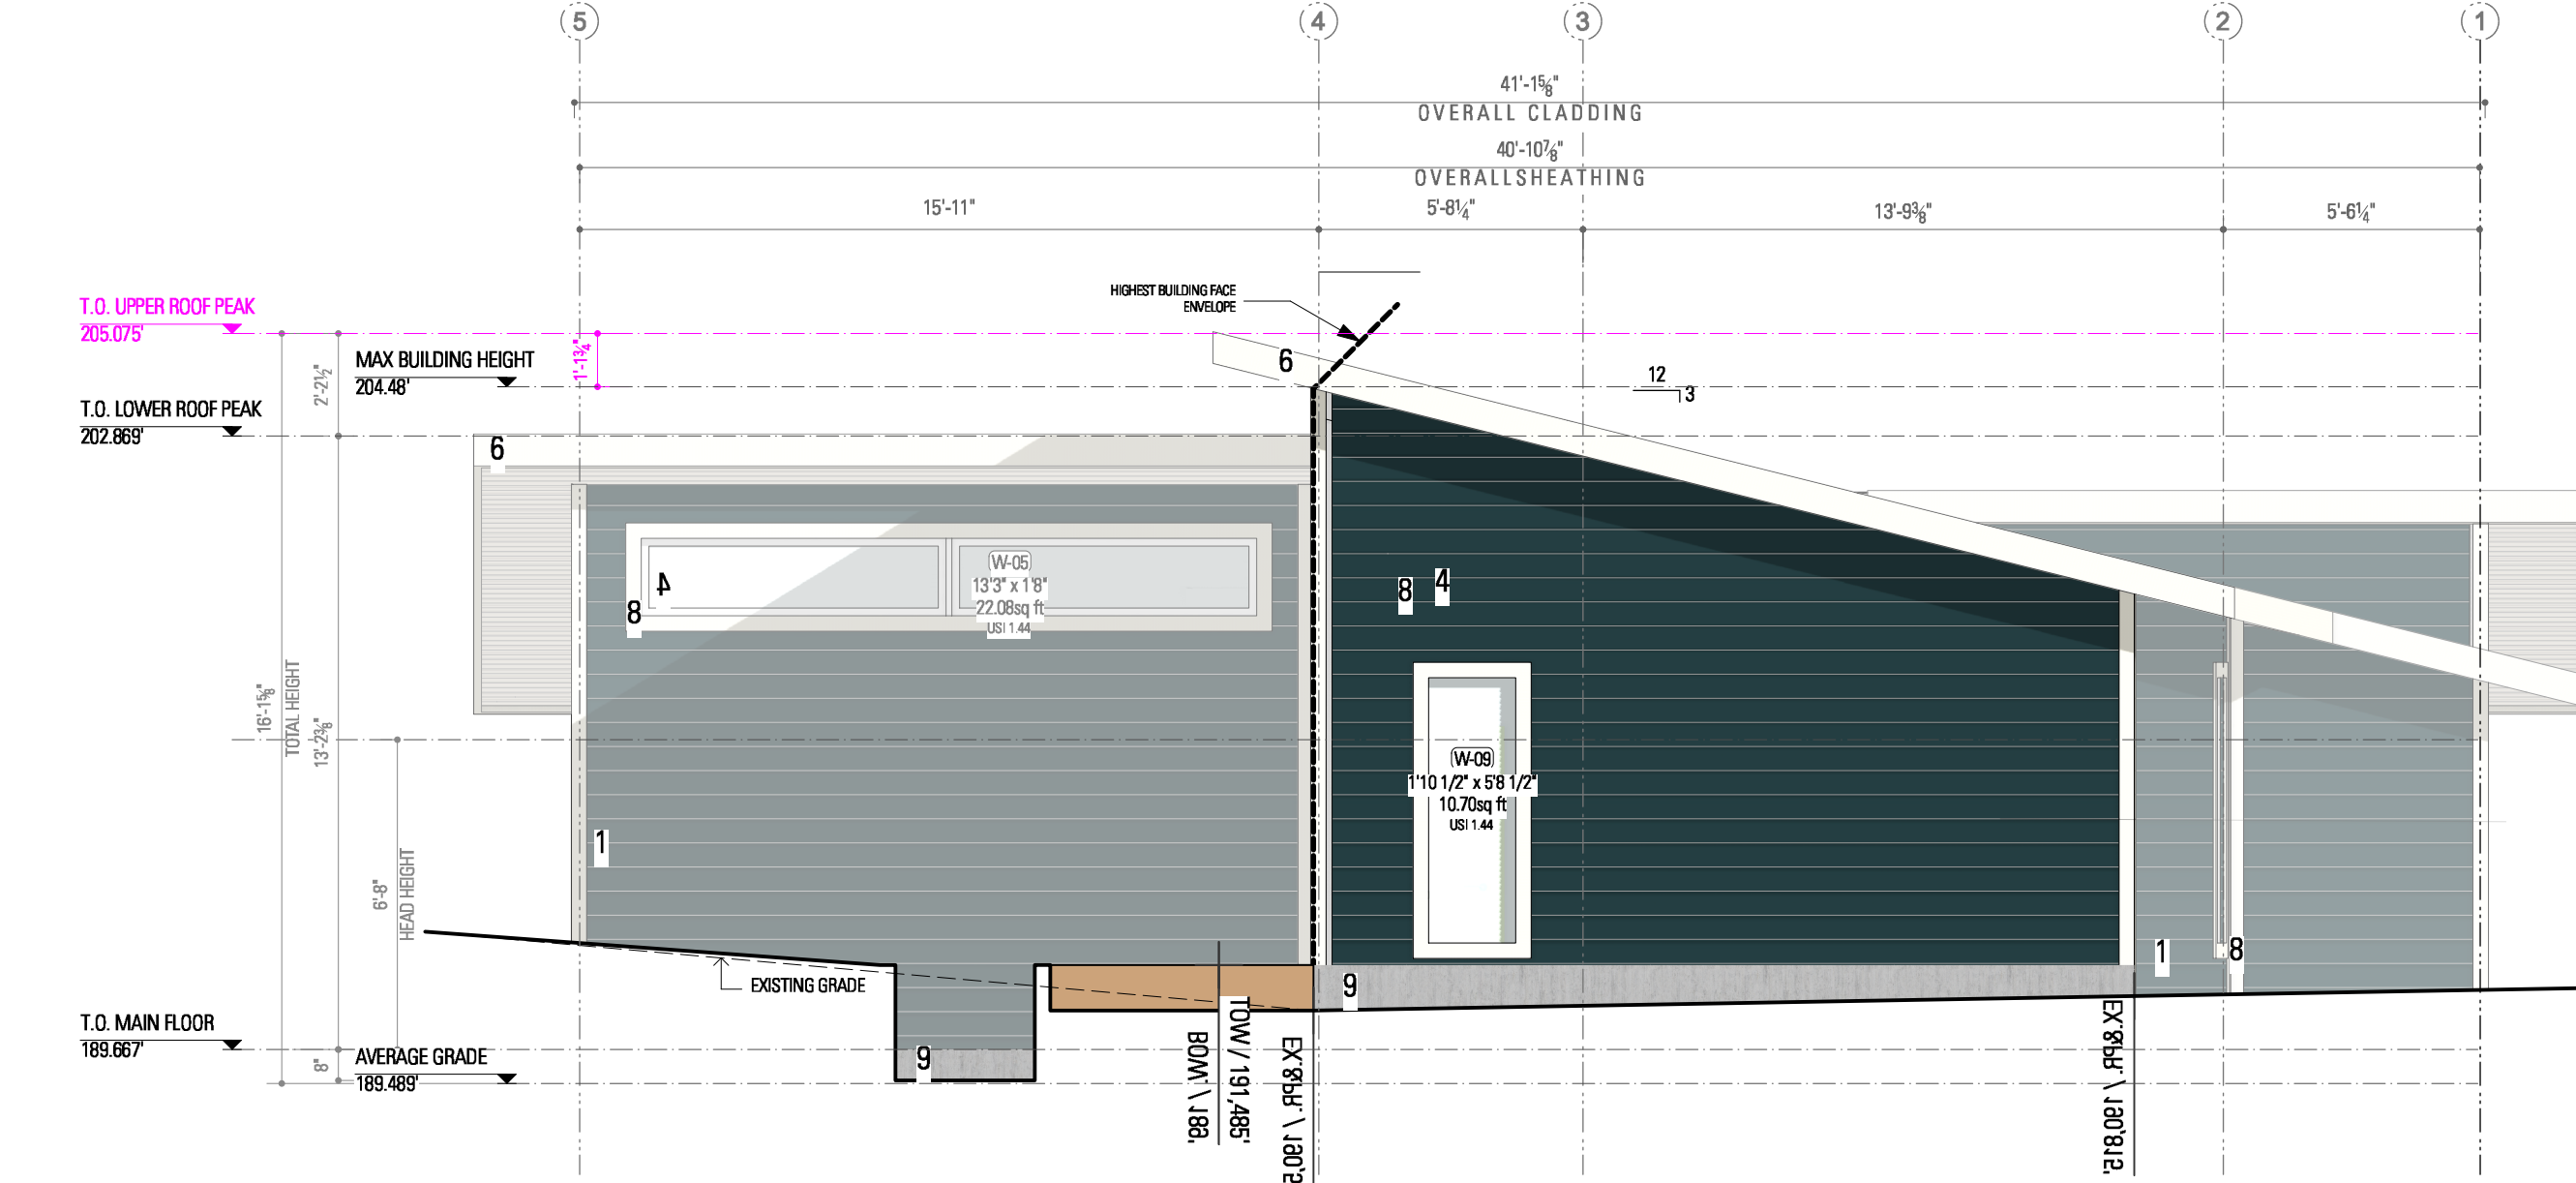 5 4 3 2 1
41'-1⅝"
OVERALL CLADDING
40'-10⅞"
OVERALLSHEATHING
15'-11" 5'-8¼" 13'-9⅜" 5'-6¼"
HIGHEST BUILDING FACE
ENVELOPE
T.O. UPPER ROOF PEAK
205.075'
1'-1¾"
MAX BUILDING HEIGHT
204.48'
2'-2½"
T.O. LOWER ROOF PEAK
202.869'
12
3
6
6
W-05
13'3" x 1'8"
22.08sq ft
USI 1.44
4
8
8
4
16'-1⅝"
TOTAL HEIGHT
13'-2⅜"
W-09
1'10 1/2" x 5'8 1/2"
10.70sq ft
USI 1.44
1
6'-8"
HEAD HEIGHT
1
8
EXISTING GRADE
9
9
T.O. MAIN FLOOR
189.667'
8"
AVERAGE GRADE
189.489'
TOW / 191,485'